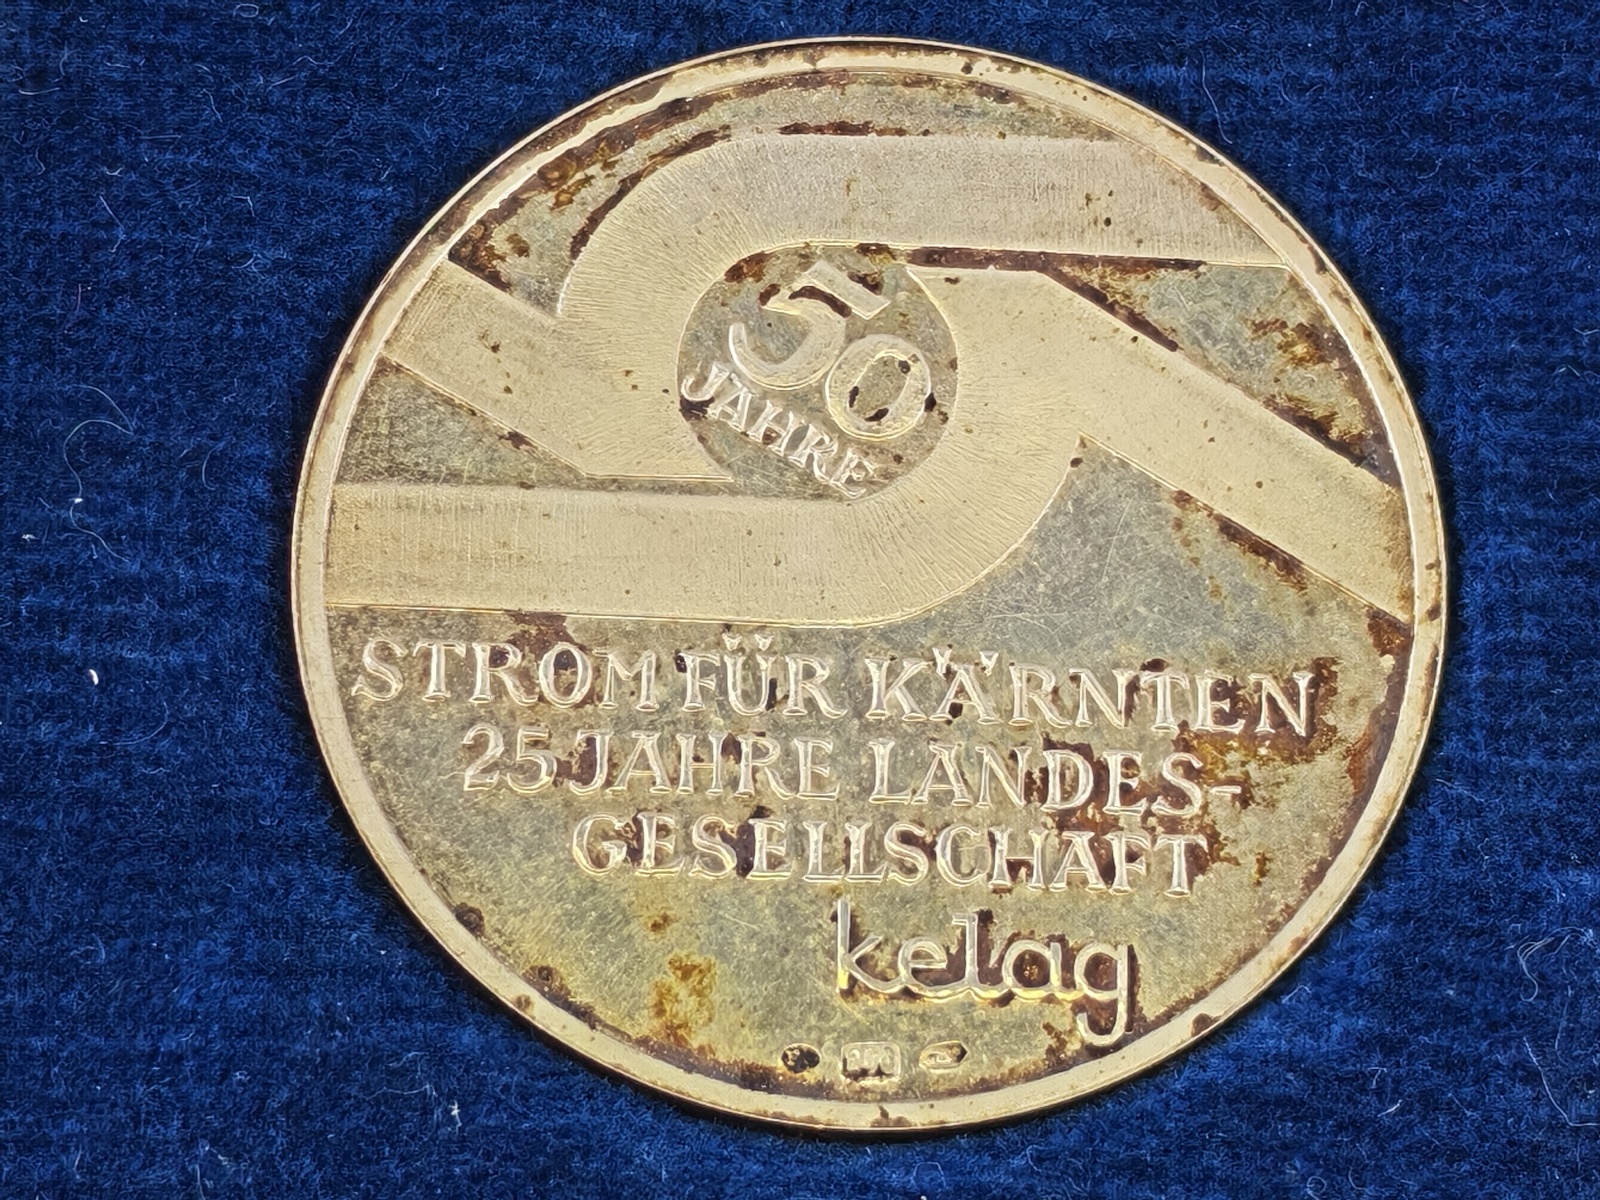 50
JAHRE
STROM FÜR KÄRNTEN
25 JAHRE LANDES-
GESELLSCHAFT
kelag